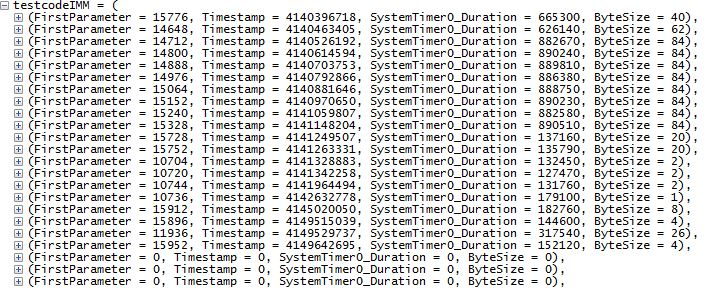 testcodeIMM = (
(FirstParameter = 15776, Timestamp = 4140396718, SystemTimer0_Duration = 665300, ByteSize = 40),
(FirstParameter = 14648, Timestamp = 4140463405, SystemTimer0_Duration = 626140, ByteSize = 62),
(FirstParameter = 14712, Timestamp = 4140526192, SystemTimer0_Duration = 882670, ByteSize = 84),
(FirstParameter = 14800, Timestamp = 4140614594, SystemTimer0_Duration = 890240, ByteSize = 84),
(FirstParameter = 14888, Timestamp = 4140703753, SystemTimer0_Duration = 889810, ByteSize = 84),
(FirstParameter = 14976, Timestamp = 4140792866, SystemTimer0_Duration = 886380, ByteSize = 84),
(FirstParameter = 15064, Timestamp = 4140881646, SystemTimer0_Duration = 888750, ByteSize = 84),
(FirstParameter = 15152, Timestamp = 4140970650, SystemTimer0_Duration = 890230, ByteSize = 84),
(FirstParameter = 15240, Timestamp = 4141059807, SystemTimer0_Duration = 882580, ByteSize = 84),
(FirstParameter = 15328, Timestamp = 4141148204, SystemTimer0_Duration = 890510, ByteSize = 84),
(FirstParameter = 15728, Timestamp = 4141249507, SystemTimer0_Duration = 137160, ByteSize = 20),
(FirstParameter = 15752, Timestamp = 4141263331, SystemTimer0_Duration = 135790, ByteSize = 20),
(FirstParameter = 10704, Timestamp = 4141328883, SystemTimer0_Duration = 132450, ByteSize = 2),
(FirstParameter = 10720, Timestamp = 4141342258, SystemTimer0_Duration = 127470, ByteSize = 2),
(FirstParameter = 10744, Timestamp = 4141964494, SystemTimer0_Duration = 131760, ByteSize = 2),
(FirstParameter = 10736, Timestamp = 4142632778, SystemTimer0_Duration = 179100, ByteSize = 1),
(FirstParameter = 15912, Timestamp = 4145020050, SystemTimer0_Duration = 182760, ByteSize = 8),
(FirstParameter = 15896, Timestamp = 4149515039, SystemTimer0_Duration = 144600, ByteSize = 4),
(FirstParameter = 11936, Timestamp = 4149529737, SystemTimer0_Duration = 317540, ByteSize = 26),
(FirstParameter = 15952, Timestamp = 4149642695, SystemTimer0_Duration = 152120, ByteSize = 4),
(FirstParameter = 0, Timestamp = 0, SystemTimer0_Duration = 0, ByteSize = 0),
(FirstParameter = 0, Timestamp = 0, SystemTimer0_Duration = 0, ByteSize = 0),
(FirstParameter = 0, Timestamp = 0, SystemTimer0_Duration = 0, ByteSize = 0),